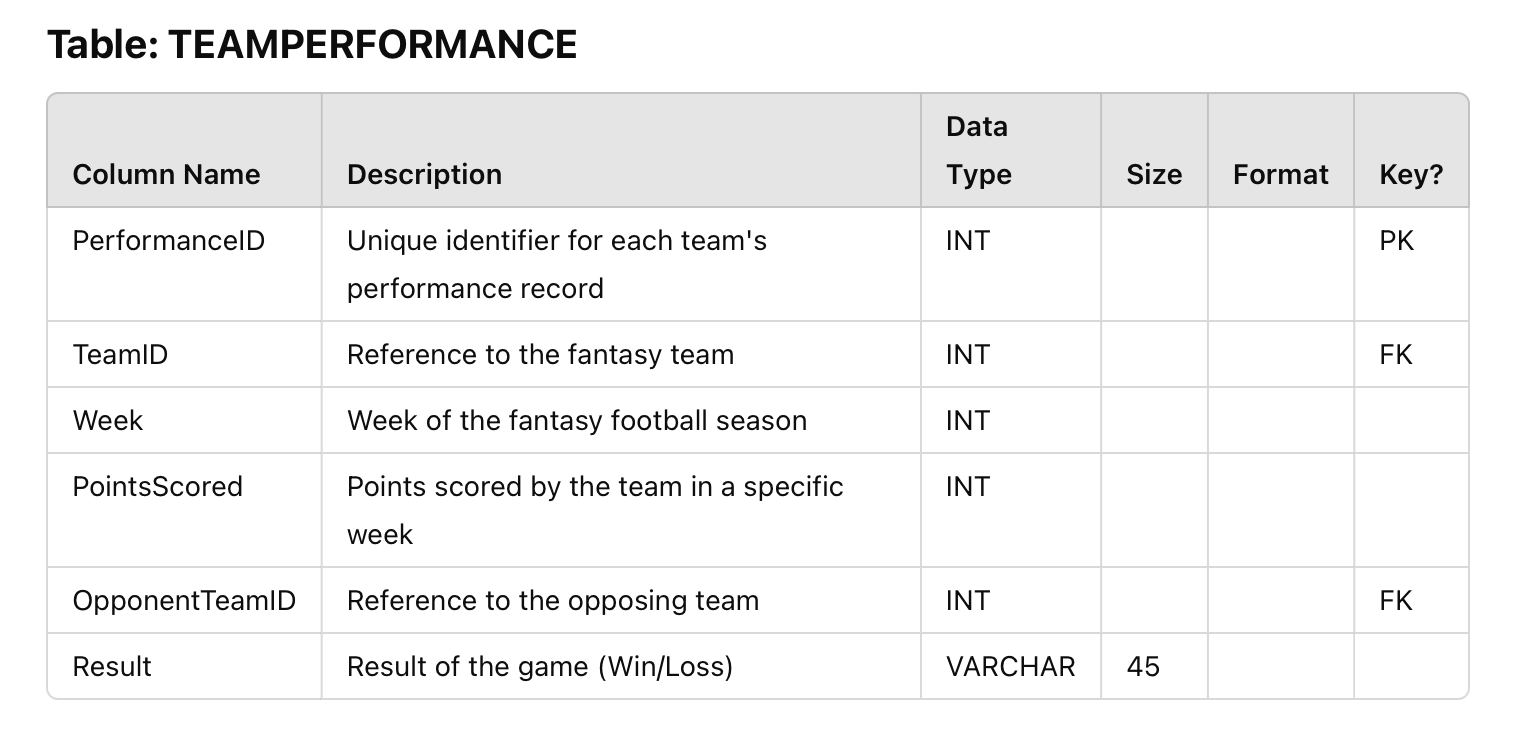 Table: TEAMPERFORMANCE
Data
Column Name Description Type Size Format Key?
PerformanceID Unique identifier for each team's INT PK
performance record
TeamID Reference to the fantasy team INT FK
Week Week of the fantasy football season INT
PointsScored Points scored by the team in a specific INT
week
OpponentTeamID Reference to the opposing team INT FK
Result Result of the game (Win/Loss) VARCHAR 45